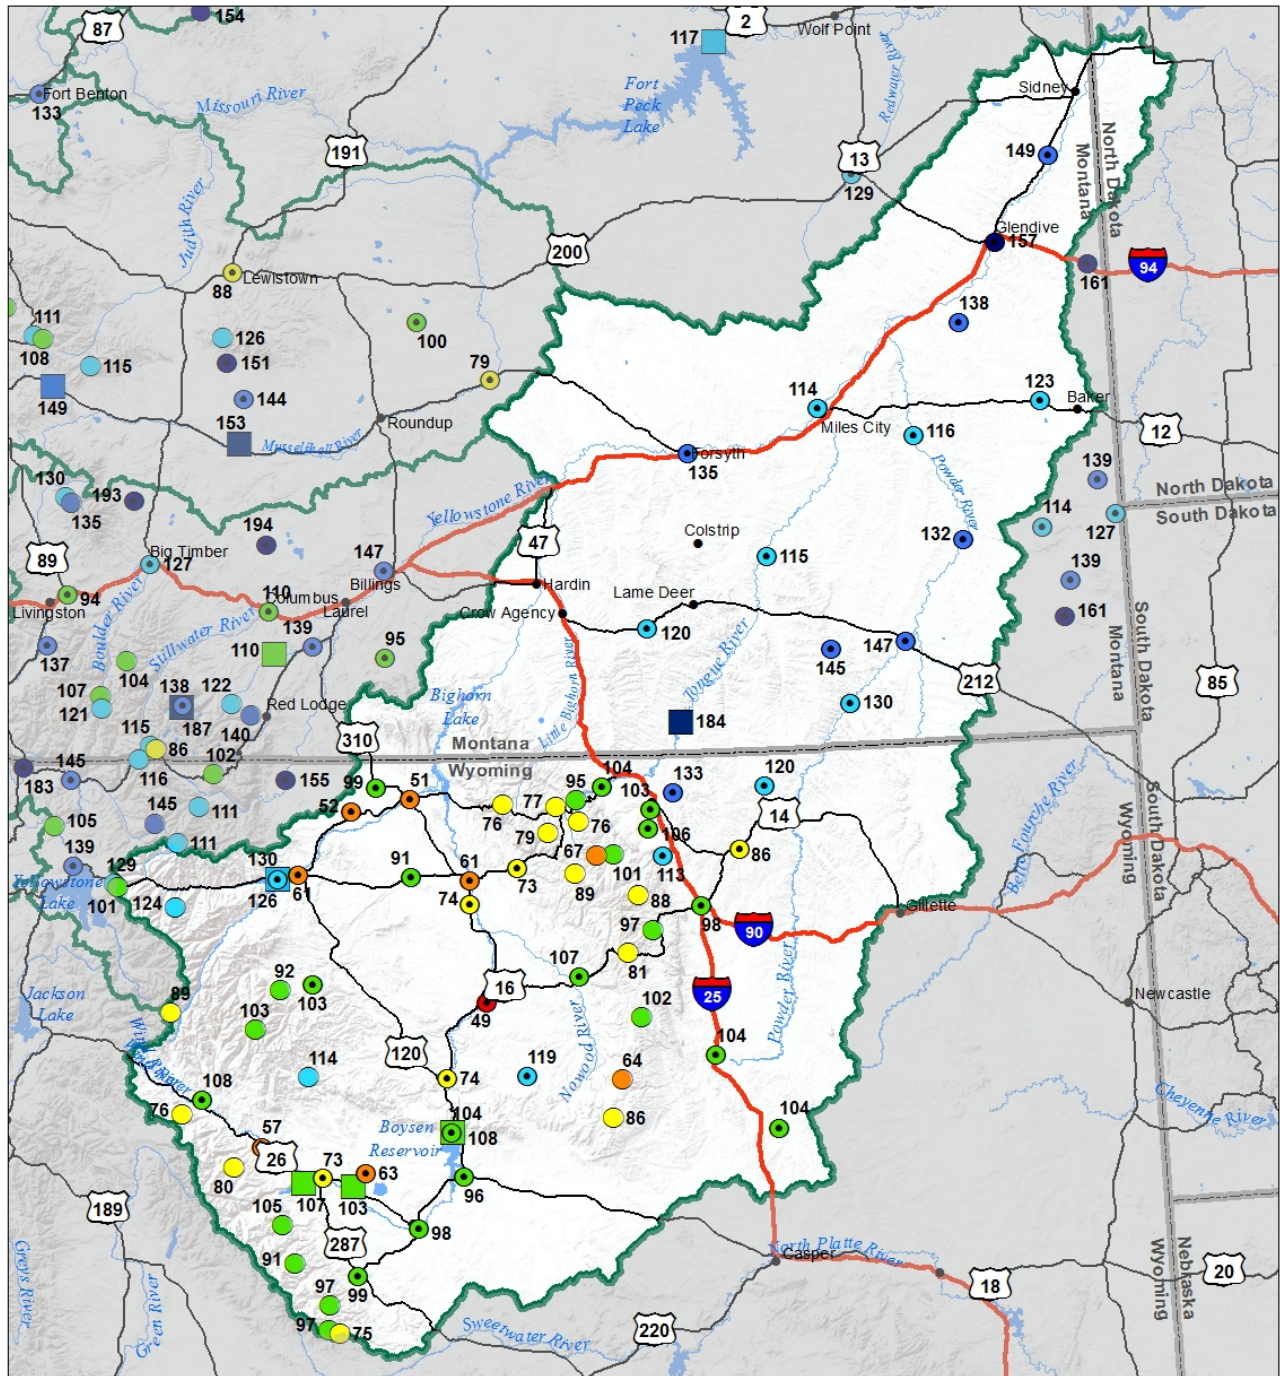 87
154
2
Wolf Point
117
Fort
Peck
Lake
Redwater River
Sidney
Fort Benton
133
Missouri River
191
13
129
149
North Dakota
Montana
Judith River
200
Glendive
157
94
161
88
Lewistown
111
108
126
100
138
115
151
79
149
144
114
123
Baker
153
Roundup
Musselshell River
Miles City
116
12
Forsyth
135
139
130
193
135
Yellowstone River
Powder River
North Dakota
South Dakota
114
127
194
47
Colstrip
132
89
Big Timber
127
147
Billings
115
139
Hardin
Lame Deer
94
110
Columbus
Livingston
Laurel
Crow Agency
161
Boulder River
Stillwater River
139
120
147
South Dakota
Montana
137
110
95
145
104
Tongue River
212
85
107
138
122
Bighorn
Lake
Little Bighorn River
121
187
140
Red Lodge
130
184
115
86
310
Montana
Wyoming
116
102
145
183
155
99
51
104
95
133
120
South Dakota
Wyoming
Belle Fourche River
52
76
77
103
14
105
145
111
79
76
106
111
67
86
139
129
130
91
61
101
113
Yellowstone
Lake
101
124
126
61
73
89
88
74
98
Gillette
97
90
81
92
103
107
16
Jackson
Lake
89
25
Newcastle
103
49
102
Powder River
Wind River
120
Nowood River
104
114
74
119
64
108
76
104
86
104
Cheyenne River
57
Boysen
Reservoir
108
26
73
63
80
96
107
103
189
105
98
287
91
North Platte River
Casper
Nebraska
Wyoming
20
Greys River
Green River
97
99
18
97
75
Sweetwater River
220